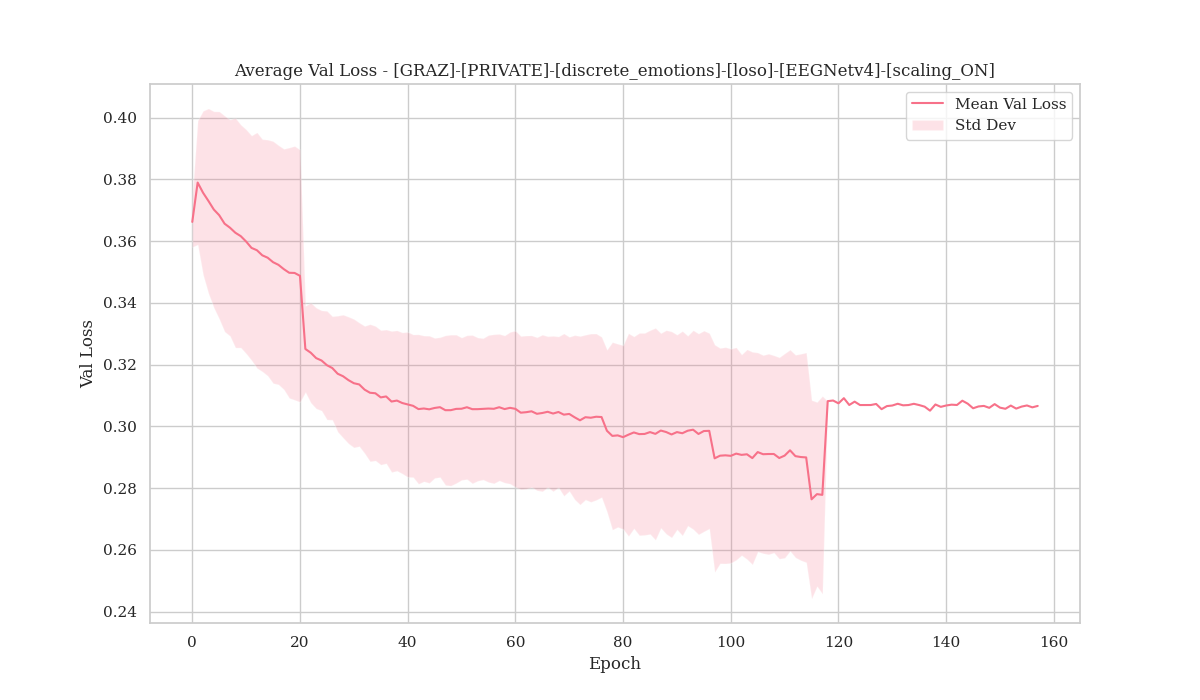 Average Val Loss - [GRAZ]-[PRIVATE]-[discrete_emotions]-[loso]-[EEGNetv4]-[scaling_ON]
Mean Val Loss
Std Dev
0.40
0.38
0.36
0.34
0.32
0.30
0.28
0.26
0.24
Val Loss
0 20 40 60 80 100 120 140 160
Epoch